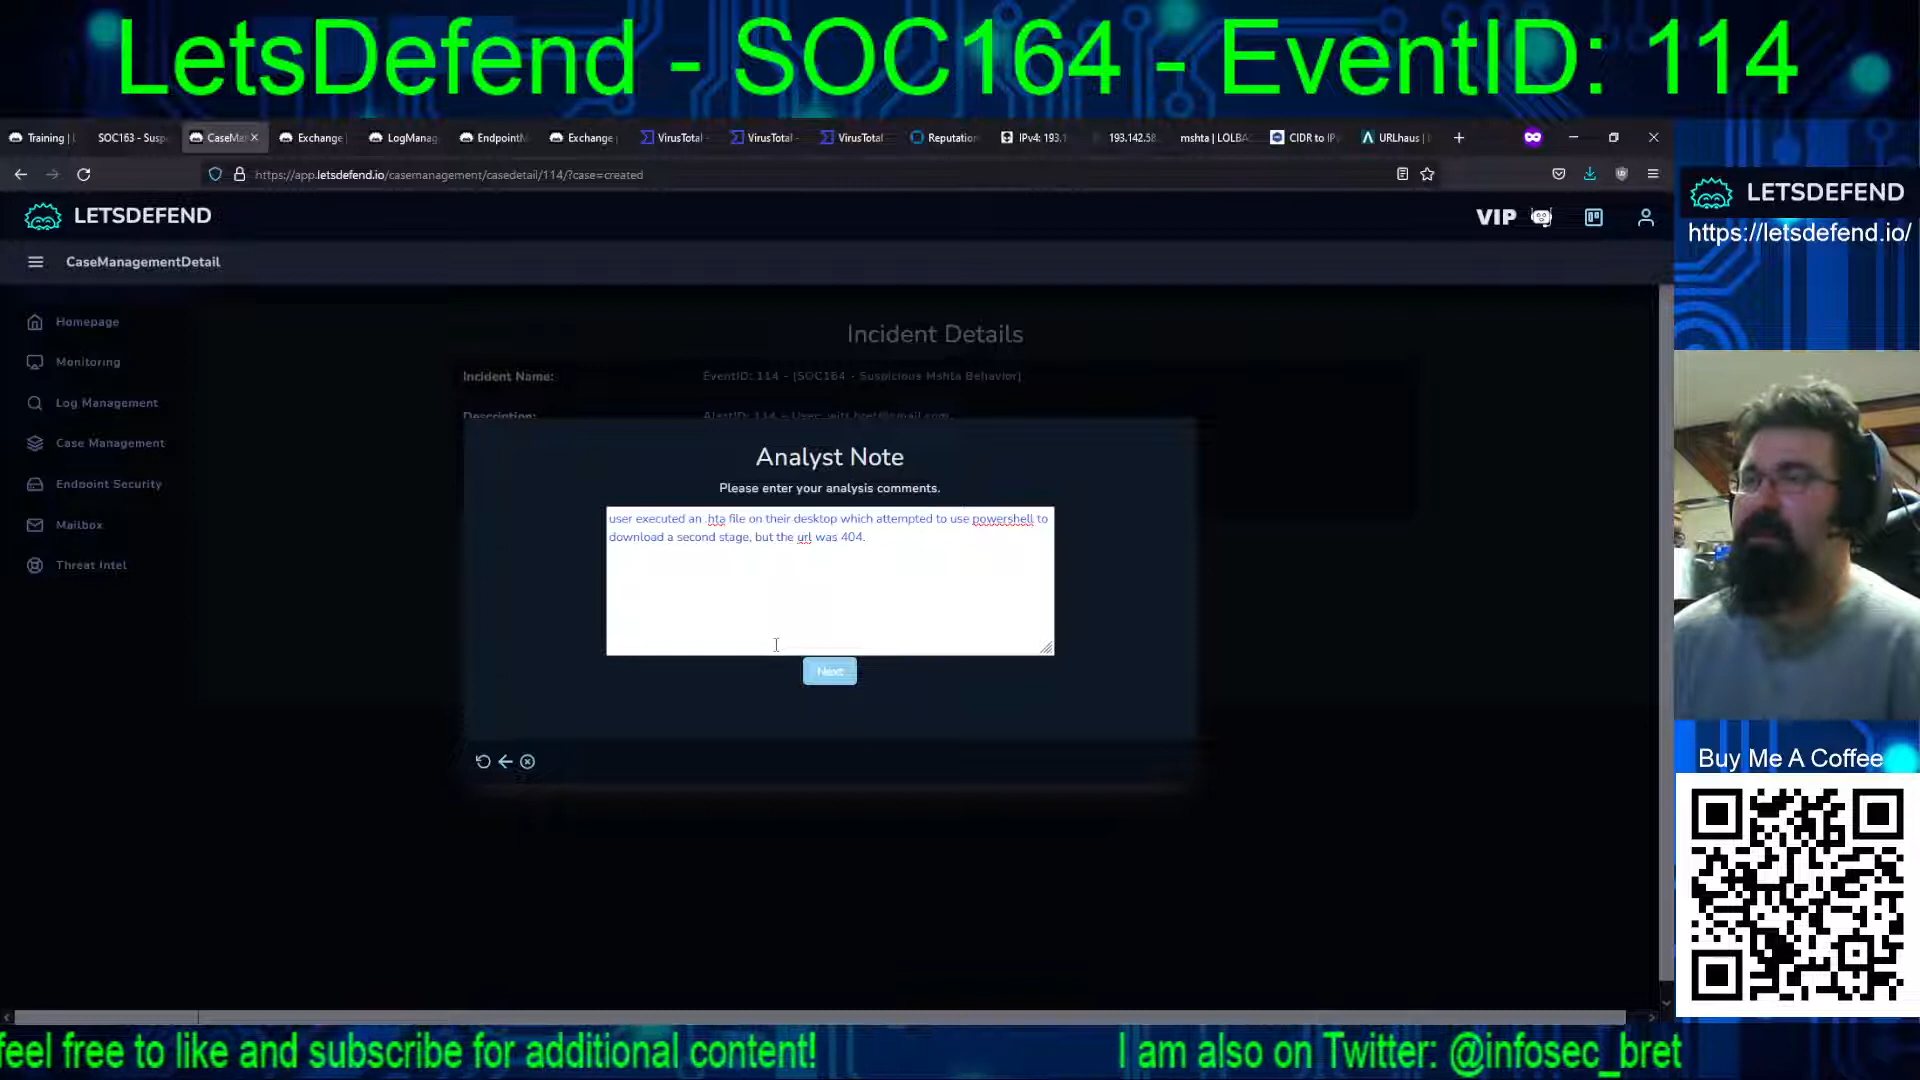 LetsDefend - SOC164 - EventID: 114
Training |
SOC163 - Susp
CaseMa
Exchange
LogManag
EndpointM
Exchange
VirusTotal -
VirusTotal -
VirusTotal
Reputation
IPv4: 193.1
193.142.58.
mshta | LOLBA
CIDR to IP
URLhaus |
https://app.letsdefend.io/casemanagement/casedetail/114/?case=created
LETSDEFEND
VIP
CaseManagementDetail
Homepage
Monitoring
Log Management
Case Management
Endpoint Security
Mailbox
Threat Intel
Incident Details
Incident Name:
EventID: 114 - [SOC164 - Suspicious Mshta Behavior]
Description:
Analyst Note
Please enter your analysis comments.
user executed an .hta file on their desktop which attempted to use powershell to
download a second stage, but the url was 404.
Next
LETSDEFEND
https://letsdefend.io/
Buy Me A Coffee
feel free to like and subscribe for additional content!
I am also on Twitter: @infosec_bret